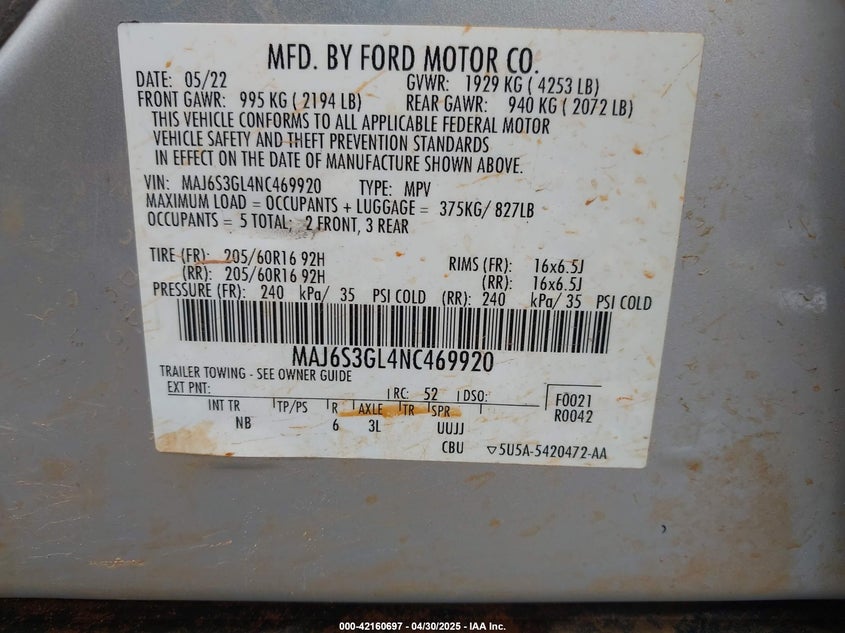 MFD. BY FORD MOTOR CO.
DATE: 05/22 GVWR: 1929 KG ( 4253 LB)
FRONT GAWR: 995 KG ( 2194 LB) REAR GAWR: 940 KG ( 2072 LB)
THIS VEHICLE CONFORMS TO ALL APPLICABLE FEDERAL MOTOR
VEHICLE SAFETY AND THEFT PREVENTION STANDARDS
IN EFFECT ON THE DATE OF MANUFACTURE SHOWN ABOVE.
VIN: MAJ6S3GL4NC469920 TYPE: MPV
MAXIMUM LOAD = OCCUPANTS + LUGGAGE = 375KG/ 827LB
OCCUPANTS = 5 TOTAL; 2 FRONT, 3 REAR
TIRE (FR): 205/60R16 92H RIMS (FR): 16x6.5J
(RR): 205/60R16 92H (RR): 16x6.5J
PRESSURE (FR): 240 kPa/ 35 PSI COLD (RR): 240 kPa/ 35 PSI COLD
MAJ6S3GL4NC469920
TRAILER TOWING - SEE OWNER GUIDE
EXT PNT: RC: 52 DSO: F0021
INT TR TP/PS R AXLE TR SPR R0042
NB 6 3L UUJJ
CBU ▽5U5A-5420472-AA
000-42160697 - 04/30/2025 - IAA Inc.